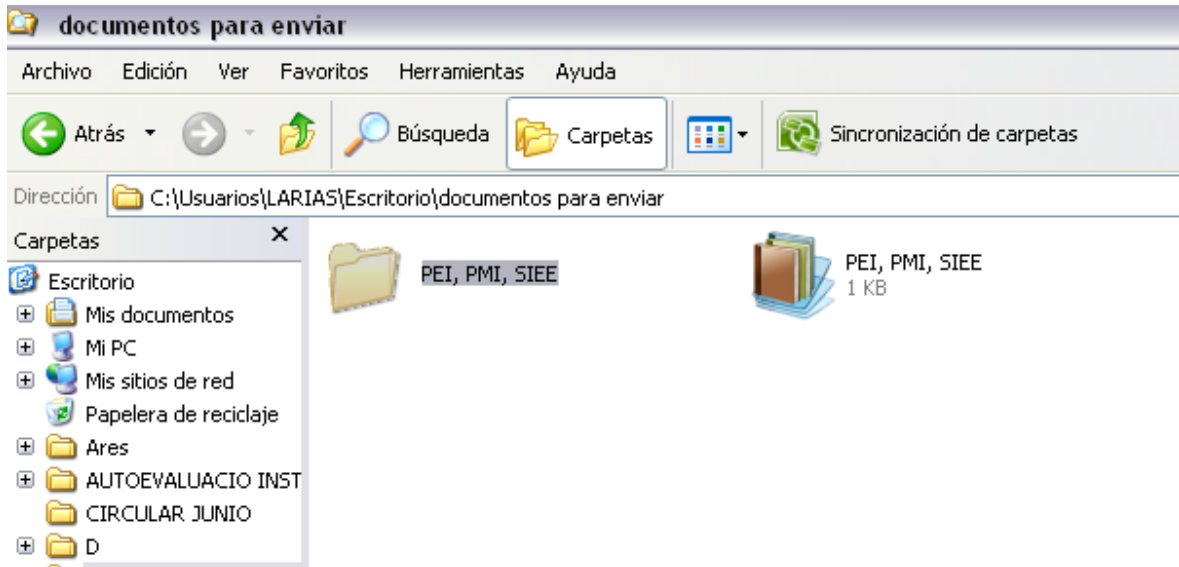 documentos para enviar
Archivo Edición Ver Favoritos Herramientas Ayuda
Atrás Búsqueda Carpetas Sincronización de carpetas
Dirección C:\Usuarios\LARIAS\Escritorio\documentos para enviar
Carpetas x
Escritorio
Mis documentos
Mi PC
Mis sitios de red
Papelera de reciclaje
Ares
AUTOEVALUACIO INST
CIRCULAR JUNIO
D
PEI, PMI, SIEE
PEI, PMI, SIEE
1 KB